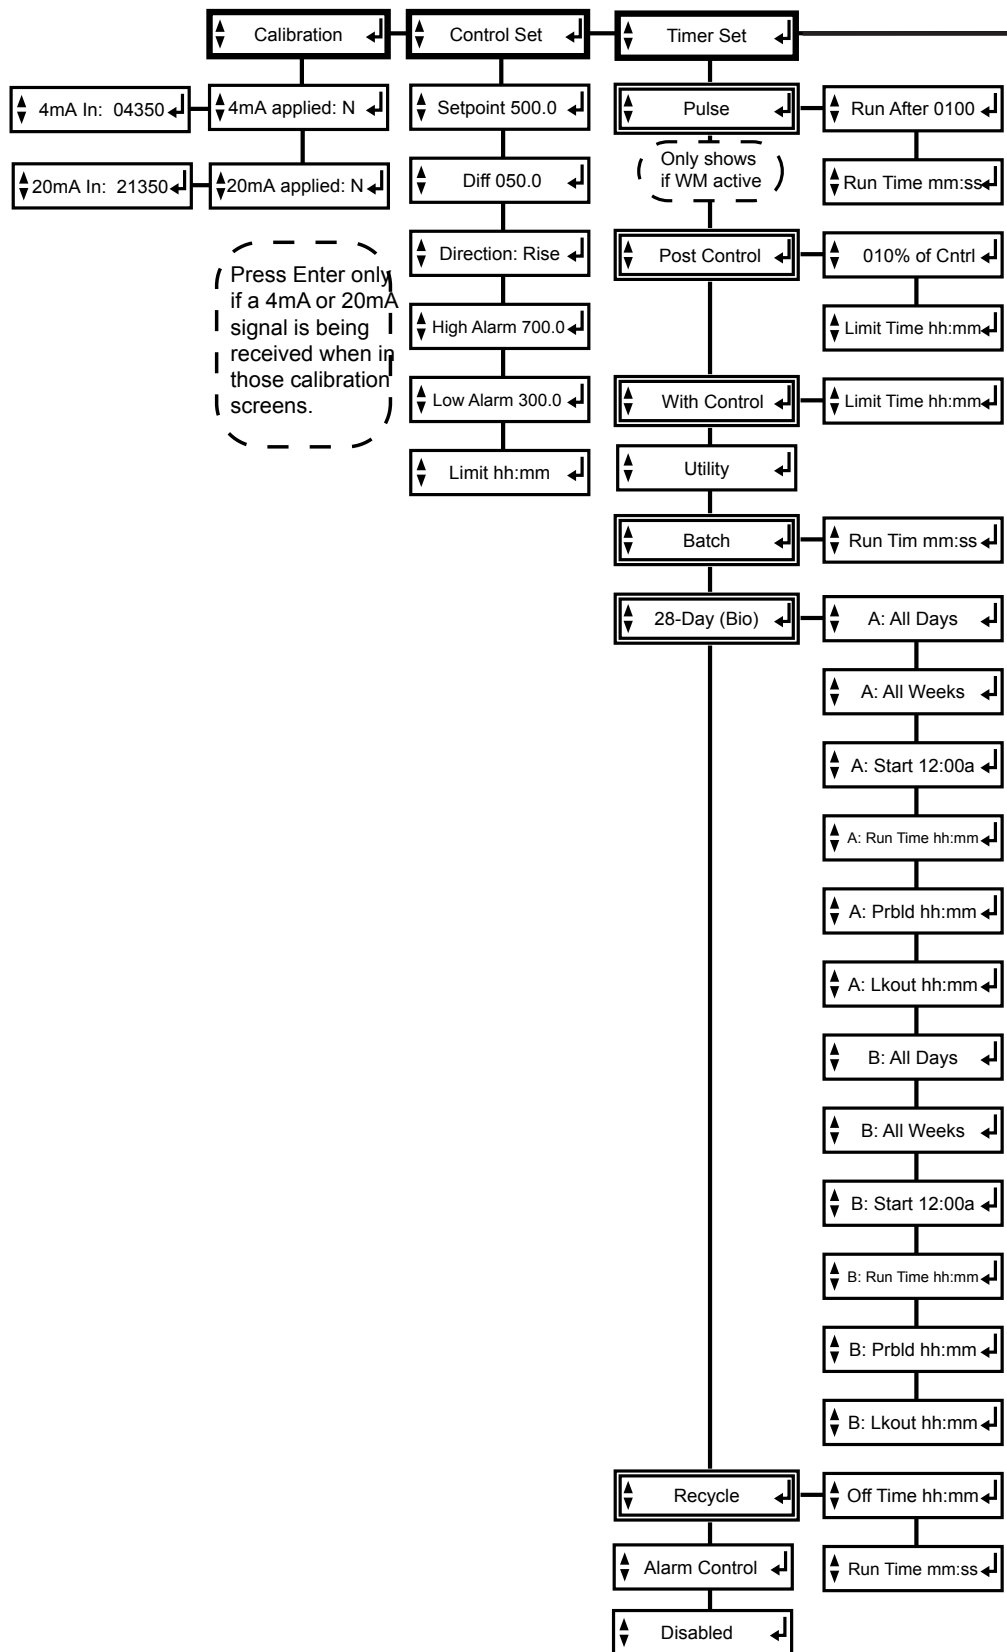 Calibration
Control Set
Timer Set
4mA In: 04350
4mA applied: N
20mA In: 21350
20mA applied: N
Press Enter only
if a 4mA or 20mA
signal is being
received when in
those calibration
screens.
Setpoint 500.0
Diff 050.0
Direction: Rise
High Alarm 700.0
Low Alarm 300.0
Limit hh:mm
Pulse
Run After 0100
Run Time mm:ss
Only shows
if WM active
Post Control
010% of Cntrl
Limit Time hh:mm
With Control
Limit Time hh:mm
Utility
Batch
Run Tim mm:ss
28-Day (Bio)
A: All Days
A: All Weeks
A: Start 12:00a
A: Run Time hh:mm
A: Prbld hh:mm
A: Lkout hh:mm
B: All Days
B: All Weeks
B: Start 12:00a
B: Run Time hh:mm
B: Prbld hh:mm
B: Lkout hh:mm
Recycle
Off Time hh:mm
Run Time mm:ss
Alarm Control
Disabled